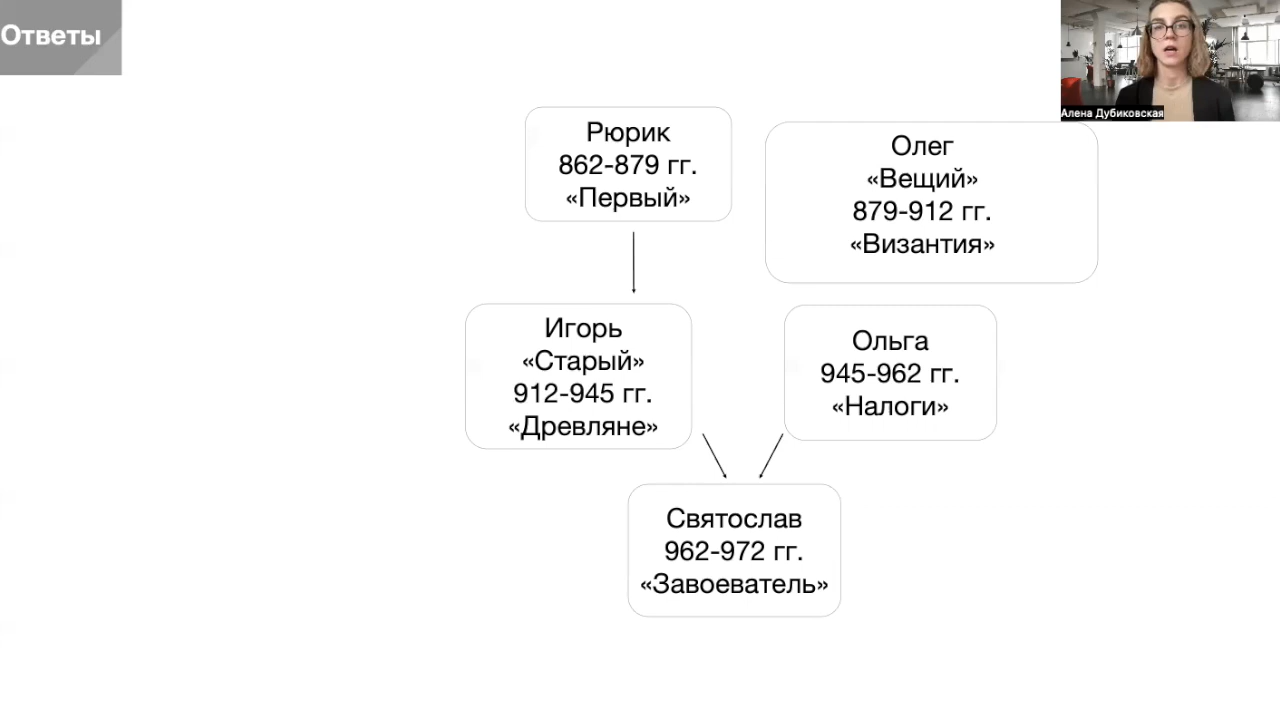 Ответы
Алена Дубиковская
Рюрик
862-879 гг.
«Первый»
Олег
«Вещий»
879-912 гг.
«Византия»
Игорь
«Старый»
912-945 гг.
«Древляне»
Ольга
945-962 гг.
«Налоги»
Святослав
962-972 гг.
«Завоеватель»